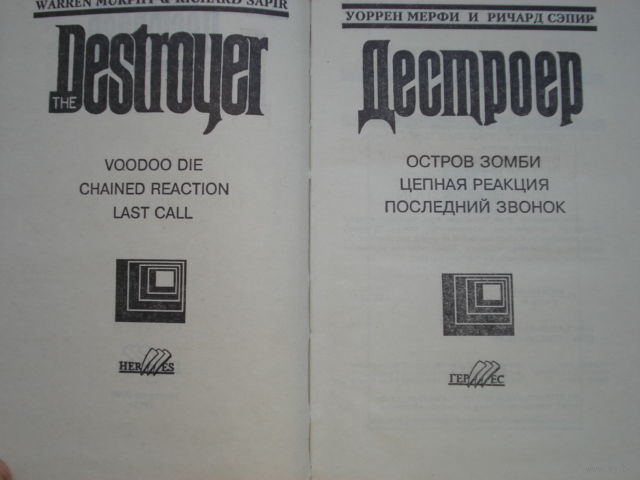 WARREN MURPHY & RICHARD SAPIR
THE Destroyer
VOODOO DIE
CHAINED REACTION
LAST CALL
HERMES
УОРРЕН МЕРФИ И РИЧАРД СЭПИР
Дестроер
ОСТРОВ ЗОМБИ
ЦЕПНАЯ РЕАКЦИЯ
ПОСЛЕДНИЙ ЗВОНОК
ГЕРМЕС